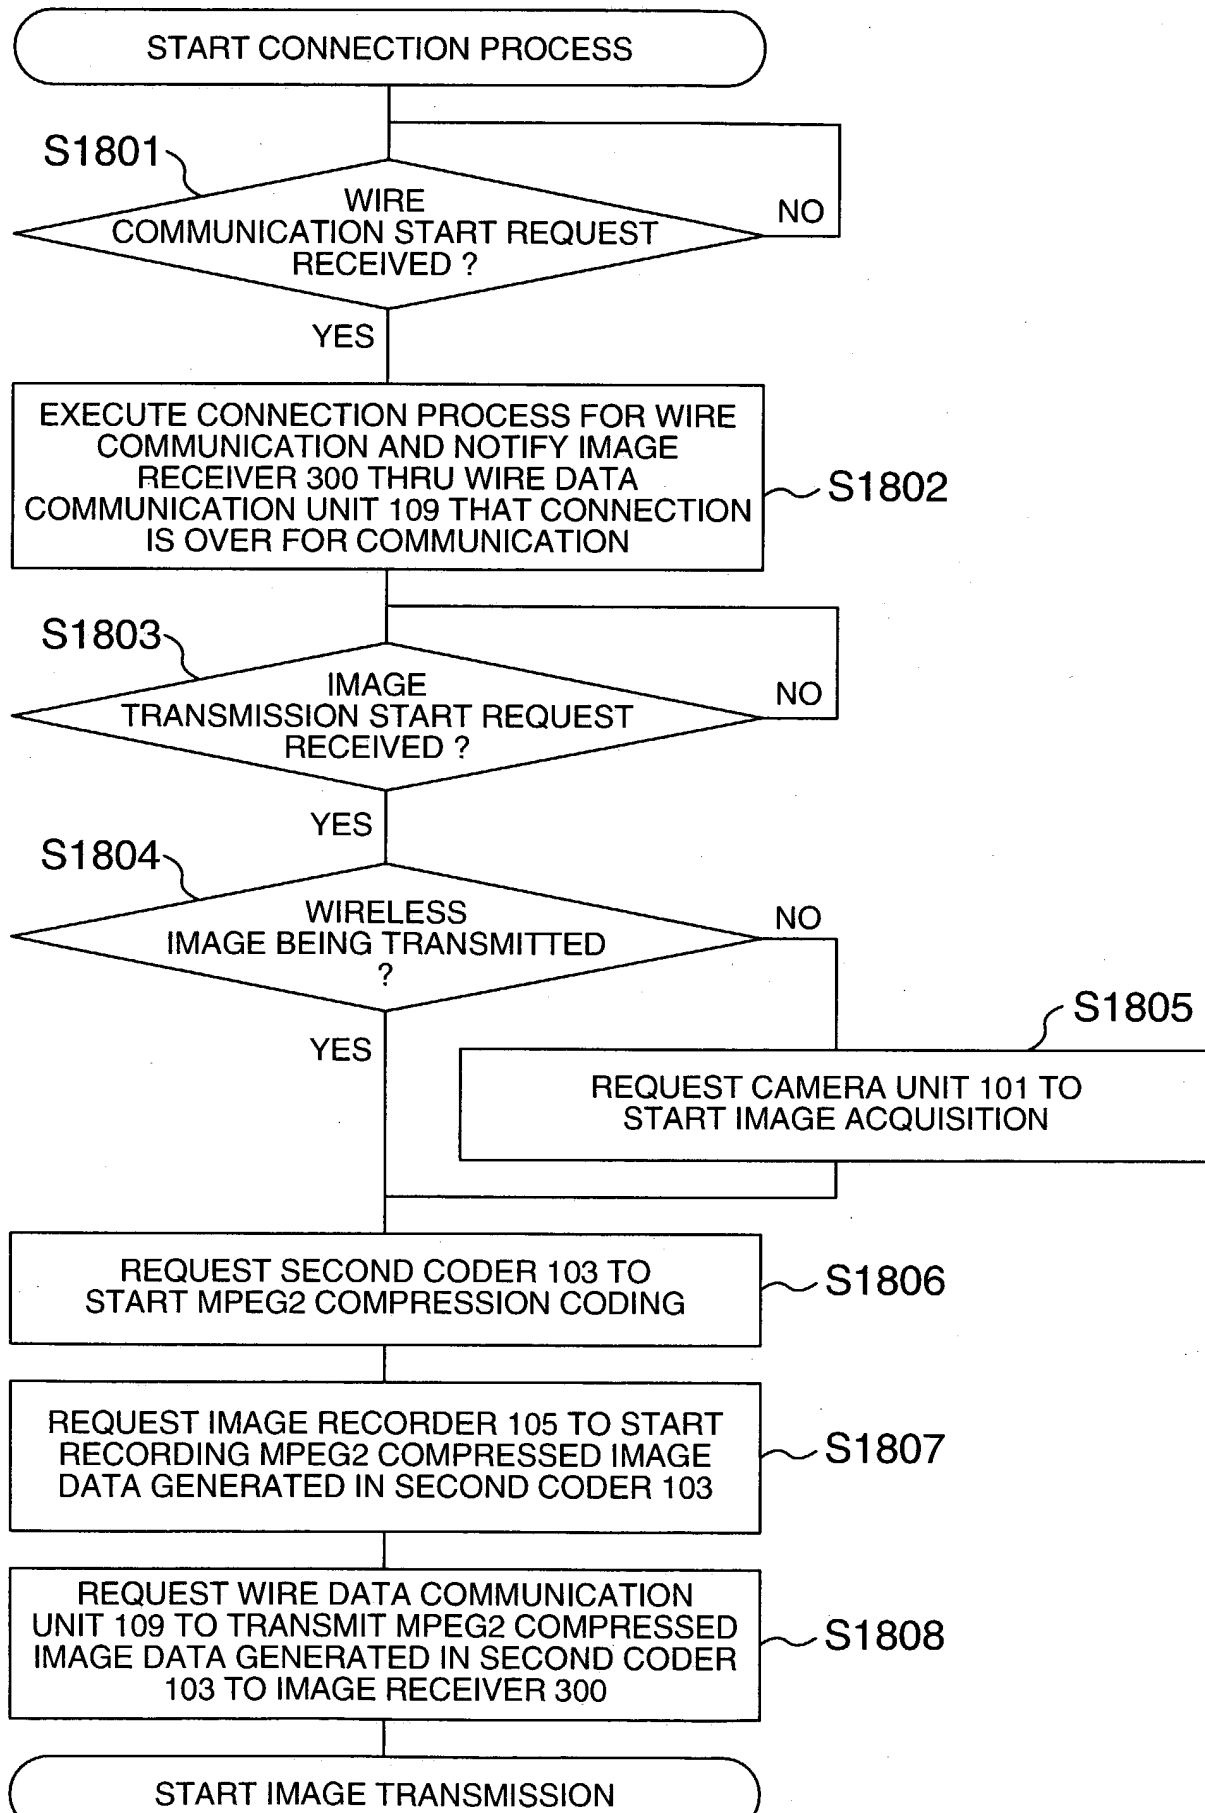 START CONNECTION PROCESS
S1801
WIRE
COMMUNICATION START REQUEST
RECEIVED ?
NO
YES
EXECUTE CONNECTION PROCESS FOR WIRE
COMMUNICATION AND NOTIFY IMAGE
RECEIVER 300 THRU WIRE DATA
COMMUNICATION UNIT 109 THAT CONNECTION
IS OVER FOR COMMUNICATION
S1802
S1803
IMAGE
TRANSMISSION START REQUEST
RECEIVED ?
NO
YES
S1804
WIRELESS
IMAGE BEING TRANSMITTED
?
NO
YES
S1805
REQUEST CAMERA UNIT 101 TO
START IMAGE ACQUISITION
REQUEST SECOND CODER 103 TO
START MPEG2 COMPRESSION CODING
S1806
REQUEST IMAGE RECORDER 105 TO START
RECORDING MPEG2 COMPRESSED IMAGE
DATA GENERATED IN SECOND CODER 103
S1807
REQUEST WIRE DATA COMMUNICATION
UNIT 109 TO TRANSMIT MPEG2 COMPRESSED
IMAGE DATA GENERATED IN SECOND CODER
103 TO IMAGE RECEIVER 300
S1808
START IMAGE TRANSMISSION